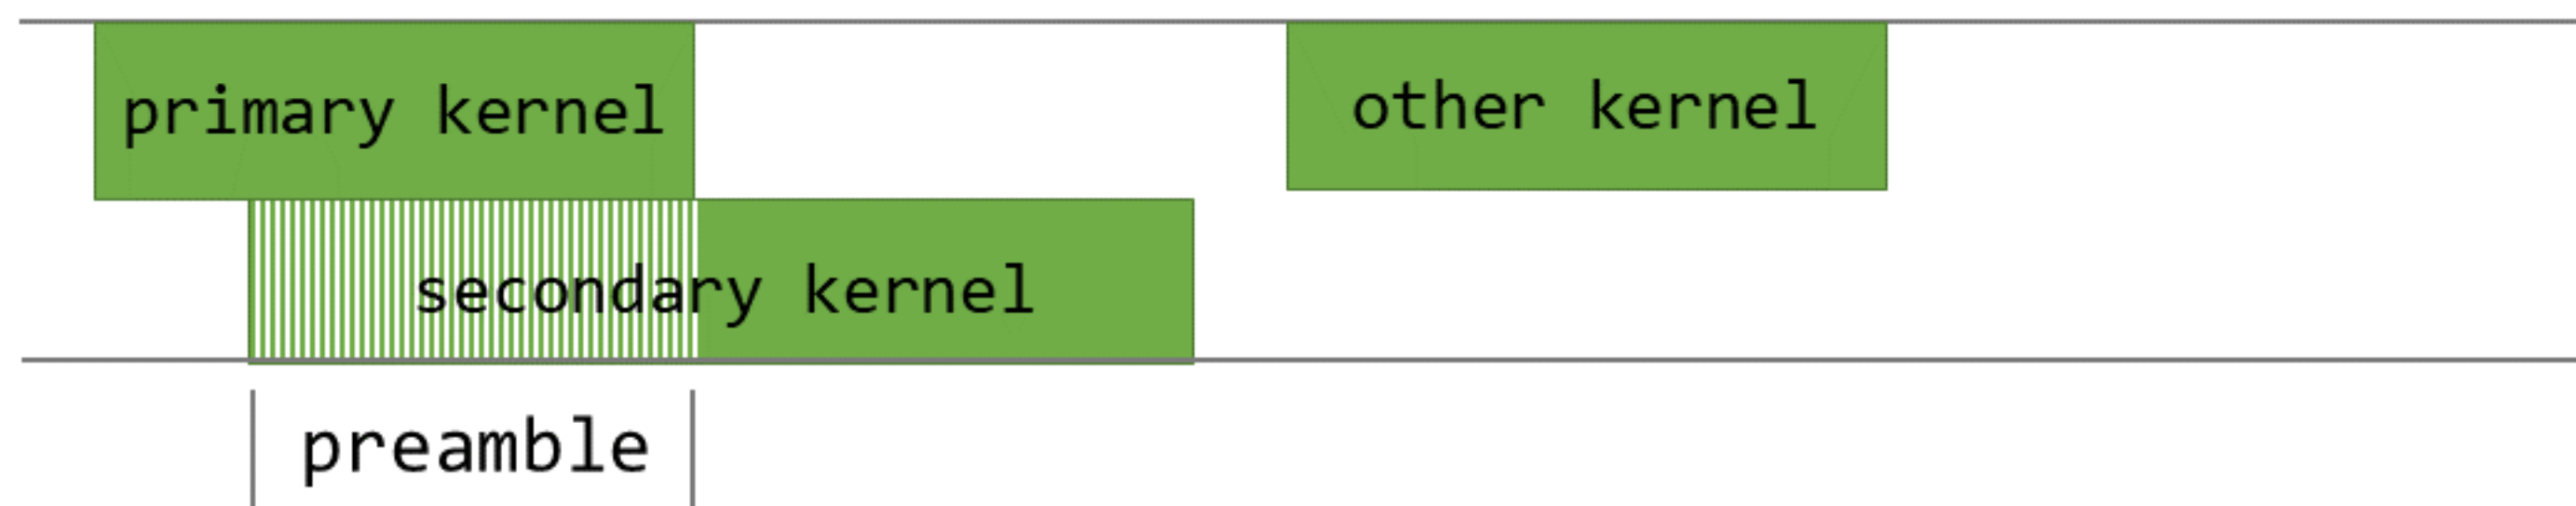 primary kernel
other kernel
secondary kernel
preamble